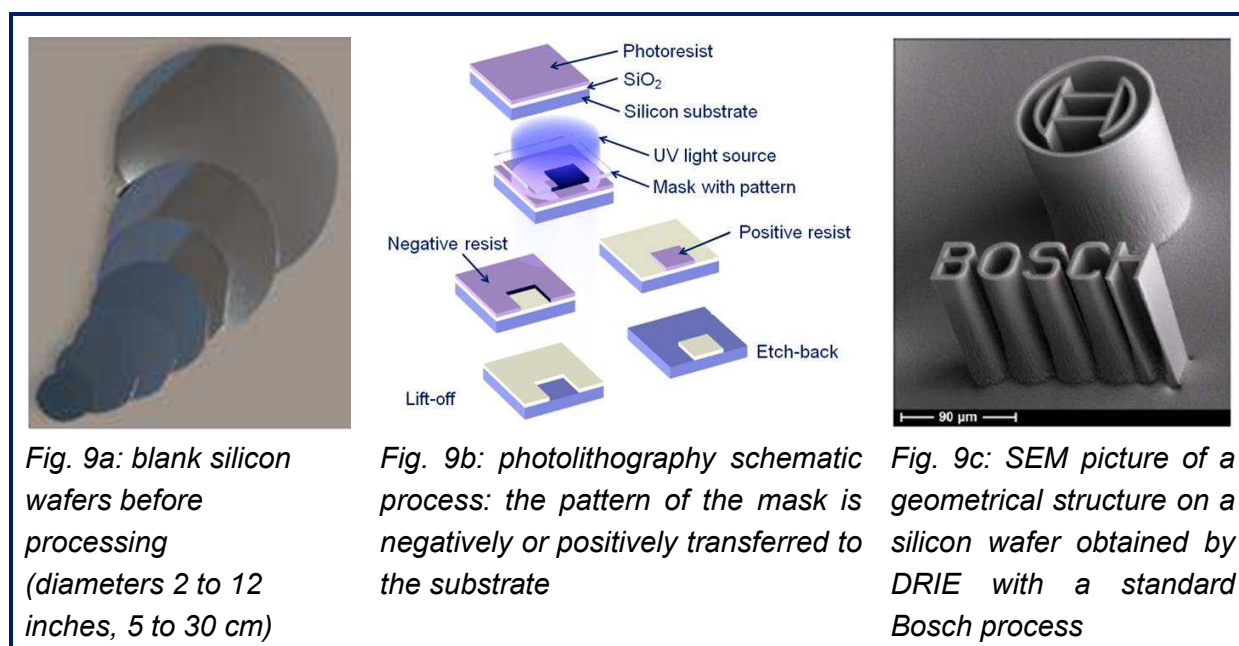 Photoresist
SiO₂
Silicon substrate
UV light source
Mask with pattern
Negative resist
Positive resist
Etch-back
Lift-off
BOSCH
90 µm
Fig. 9a: blank silicon
wafers before
processing
(diameters 2 to 12
inches, 5 to 30 cm)
Fig. 9b: photolithography schematic
process: the pattern of the mask is
negatively or positively transferred to
the substrate
Fig. 9c: SEM picture of a
geometrical structure on a
silicon wafer obtained by
DRIE with a standard
Bosch process